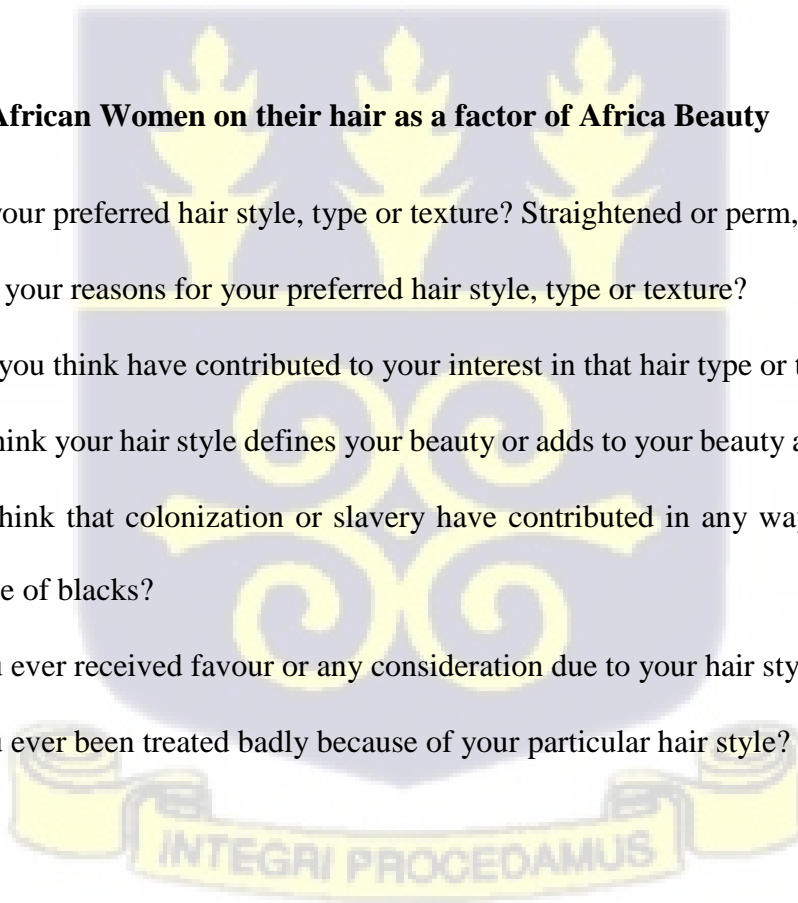 African Women on their hair as a factor of Africa Beauty
your preferred hair style, type or texture? Straightened or perm,
your reasons for your preferred hair style, type or texture?
you think have contributed to your interest in that hair type or
think your hair style defines your beauty or adds to your beauty
think that colonization or slavery have contributed in any way
of blacks?
ever received favour or any consideration due to your hair
ever been treated badly because of your particular hair style?
INTEGRI PROCEDAMUS